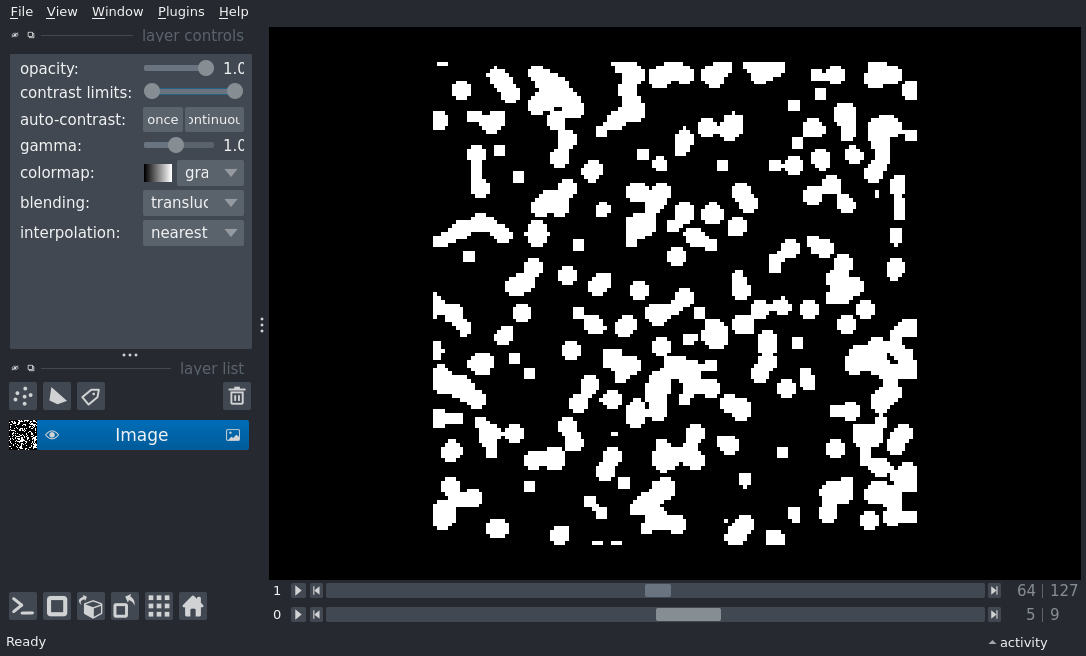 File View Window Plugins Help
layer controls
opacity: 1.0
contrast limits:
auto-contrast: once ontinuou
gamma: 1.0
colormap: gra
blending: transluc
interpolation: nearest
layer list
Image
1 64 127
0 5 9
Ready activity